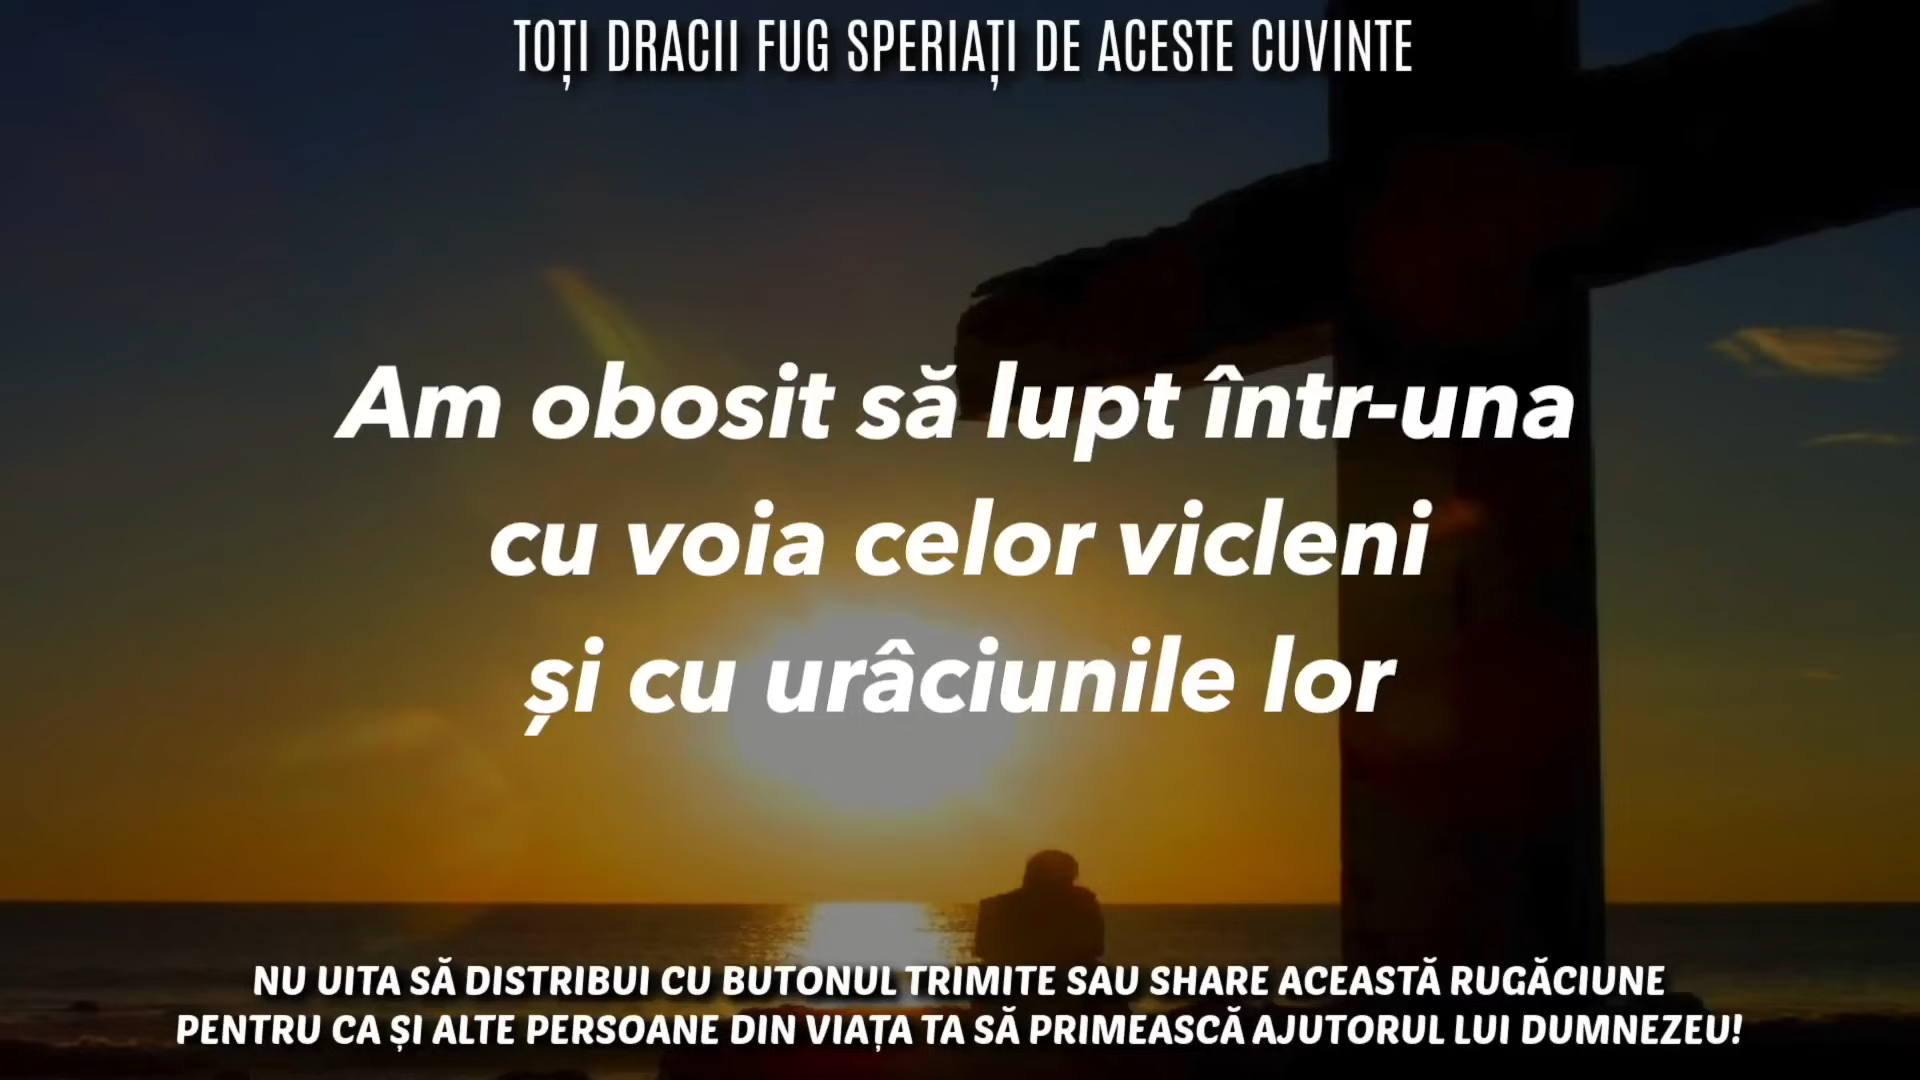 TOȚI DRACII FUG SPERIAȚI DE ACESTE CUVINTE
Am obosit să lupt într-una
cu voia celor vicleni
și cu urâciunile lor
NU UITA SĂ DISTRIBUI CU BUTONUL TRIMITE SAU SHARE ACEASTĂ RUGĂCIUNE
PENTRU CA ȘI ALTE PERSOANE DIN VIAȚA TA SĂ PRIMEASCĂ AJUTORUL LUI DUMNEZEU!